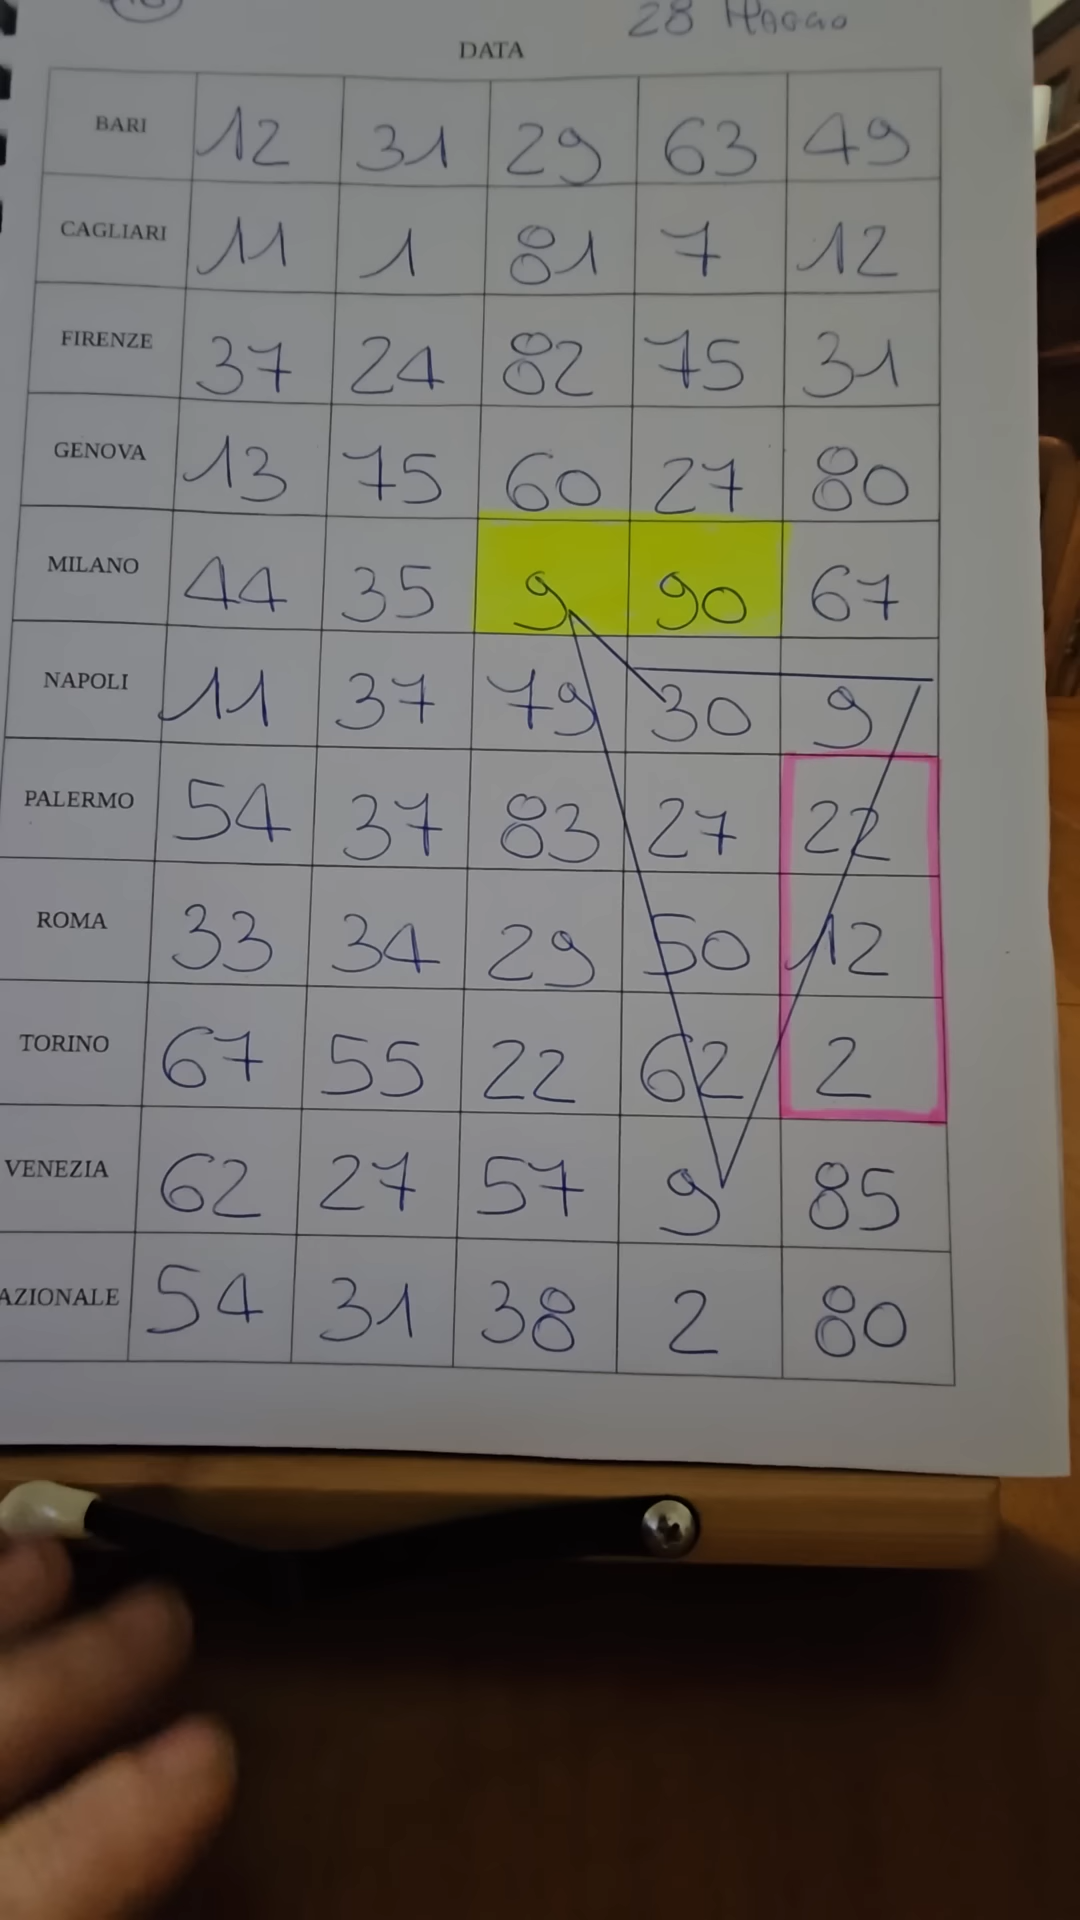 28 Maggio
DATA
BARI 12 31 29 63 49
CAGLIARI 11 1 81 7 12
FIRENZE 37 24 82 75 31
GENOVA 13 75 60 27 80
MILANO 44 35 9 90 67
NAPOLI 11 37 79 30 9
PALERMO 54 37 83 27 22
ROMA 33 34 29 50 12
TORINO 67 55 22 62 2
VENEZIA 62 27 57 9 85
AZIONALE 54 31 38 2 80